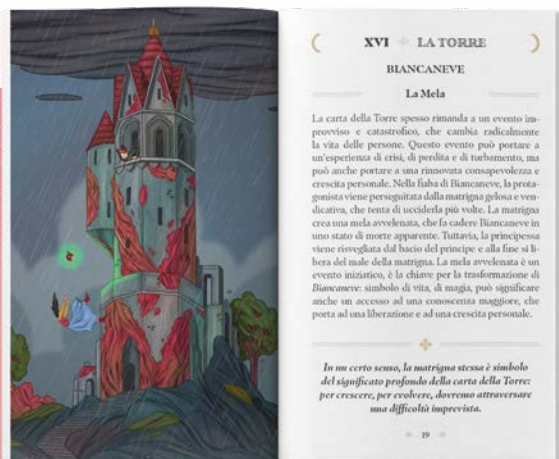 XVI LA TORRE
BIANCANEVE
La Mela
La carta della Torre spesso rimanda a un evento im-
provviso e catastrofico, che cambia radicalmente
la vita delle persone. Questo evento può portare a
un'esperienza di crisi, di perdita e di turbamento, ma
può anche portare a una rinnovata consapevolezza e
crescita personale. Nella fiaba di Biancaneve, la prota-
gonista viene perseguitata dalla matrigna gelosa e ven-
dicativa, che tenta di ucciderla più volte. La matrigna
crea una mela avvelenata, che fa cadere Biancaneve in
uno stato di morte apparente. Tuttavia, la principessa
viene risvegliata dal bacio del principe e alla fine si li-
bera del male della matrigna. La mela avvelenata è un
evento iniziatico, è la chiave per la trasformazione di
Biancaneve: simbolo di vita, di magia, può significare
anche un accesso ad una conoscenza maggiore, che
porta ad una liberazione e ad una crescita personale.
In un certo senso, la matrigna stessa è simbolo
del significato profondo della carta della Torre:
per crescere, per evolvere, dovremo attraversare
una difficoltà imprevista.
19